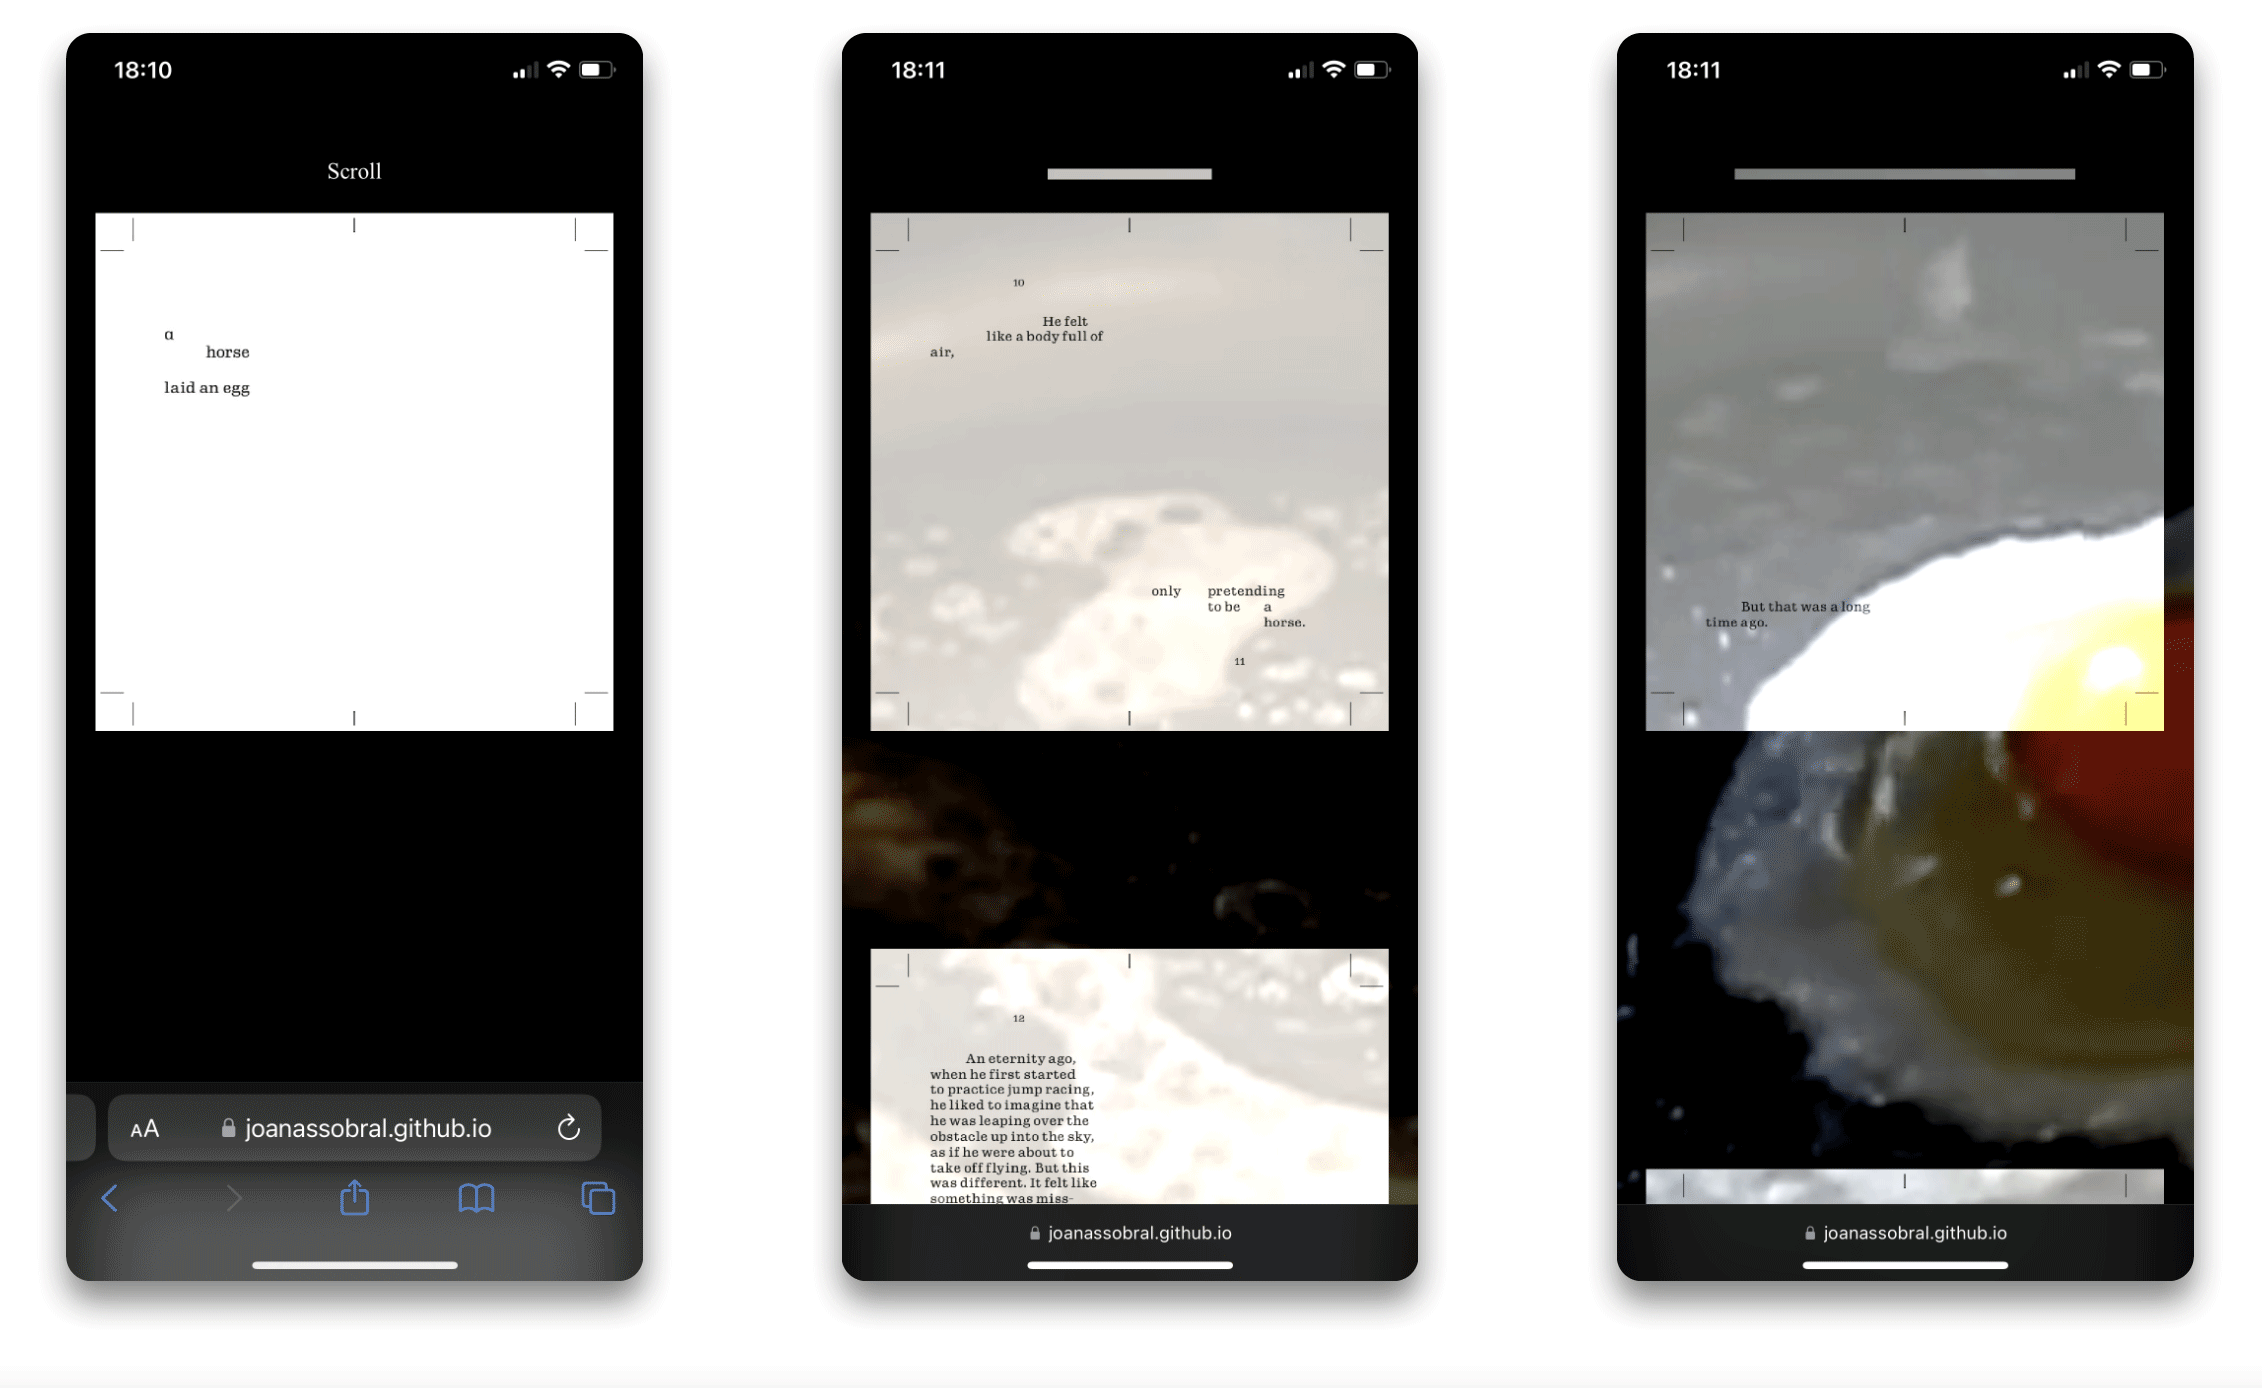 18:10
Scroll
a
horse
laid an egg
AA
joanassobral.github.io
18:11
10
He felt
like a body full of
air,
only pretending
to be a
horse.
11
12
An eternity ago,
when he first started
to practice jump racing,
he liked to imagine that
he was leaping over the
obstacle up into the sky,
as if he were about to
take off flying. But this
was different. It felt like
something was miss-
joanassobral.github.io
18:11
But that was a long
time ago.
joanassobral.github.io